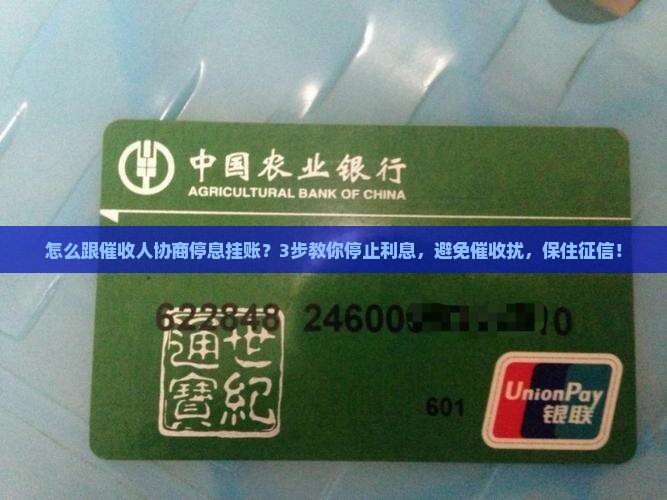 中国农业银行
AGRICULTURAL BANK OF CHINA
怎么跟催收人协商停息挂账？3步教你停止利息，避免催收扰，保住征信！
622848 24600
0
世紀
通寶
601
UnionPay
银联